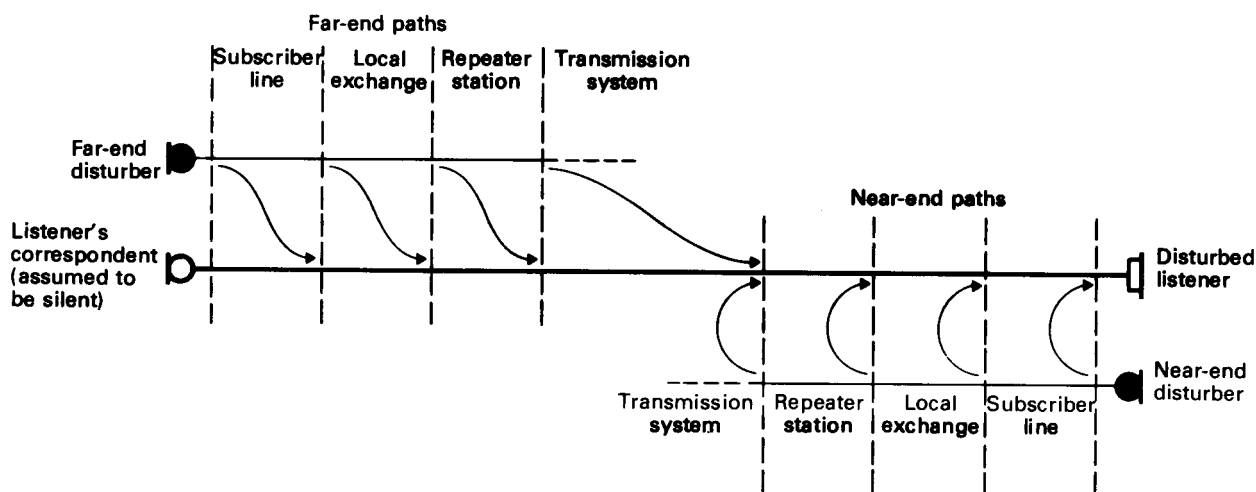 Far-end paths
Subscriber line
Local exchange
Repeater station
Transmission system
Far-end disturber
Near-end paths
Listener's correspondent (assumed to be silent)
Disturbed listener
Near-end disturber
Transmission system
Repeater station
Local exchange
Subscriber line